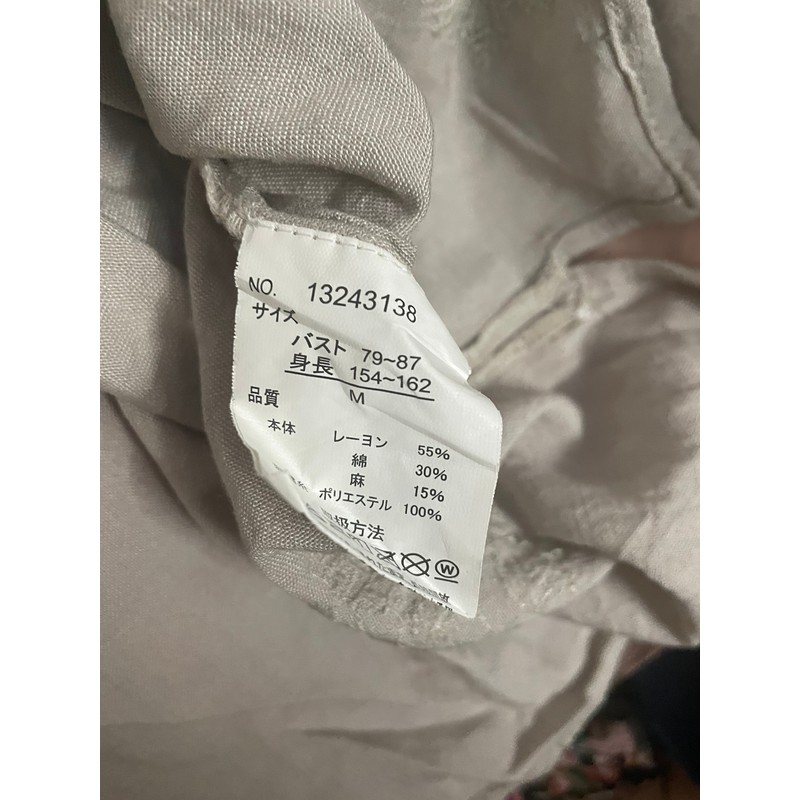 NO. 13243138
サイズ
バスト 79~87
身長 154~162
M
品質
本体 レーヨン 55%
綿 30%
麻 15%
ポリエステル 100%
扱方法
W